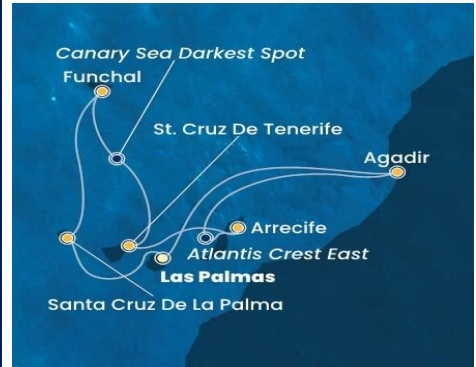 Canary Sea Darkest Spot
Funchal
St. Cruz De Tenerife
Agadir
Arrecife
Atlantis Crest East
Las Palmas
Santa Cruz De La Palma